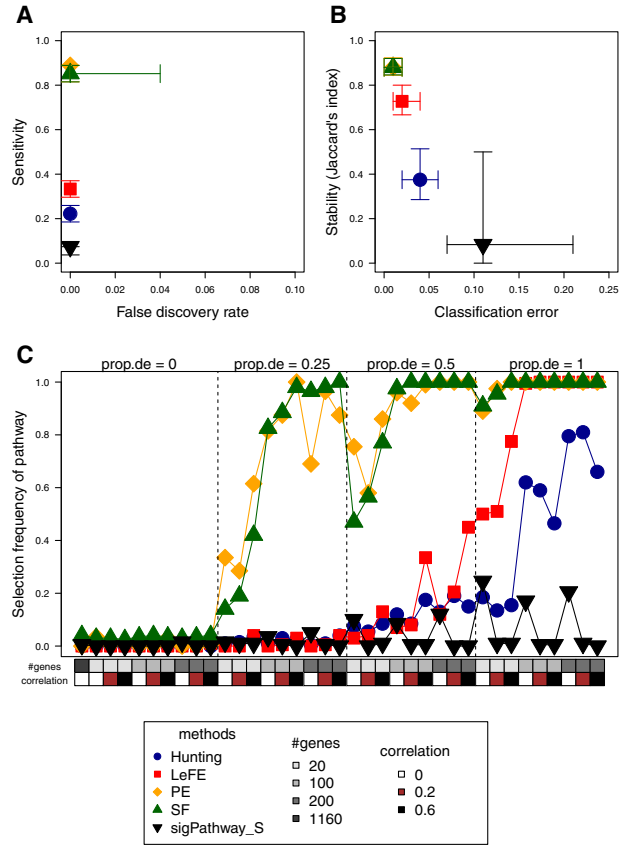 A
B
1.0
0.8
0.6
0.4
0.2
0.0
Sensitivity
0.00
0.02
0.04
0.06
0.08
0.10
False discovery rate
1.0
0.8
0.6
0.4
0.2
0.0
Stability (Jaccard's index)
0.00
0.05
0.10
0.15
0.20
0.25
Classification error
C
prop.de = 0
prop.de = 0.25
prop.de = 0.5
prop.de = 1
1.0
0.8
0.6
0.4
0.2
0.0
Selection frequency of pathway
#genes
correlation
methods
Hunting
LeFE
PE
SF
sigPathway_S
#genes
20
100
200
1160
correlation
0
0.2
0.6